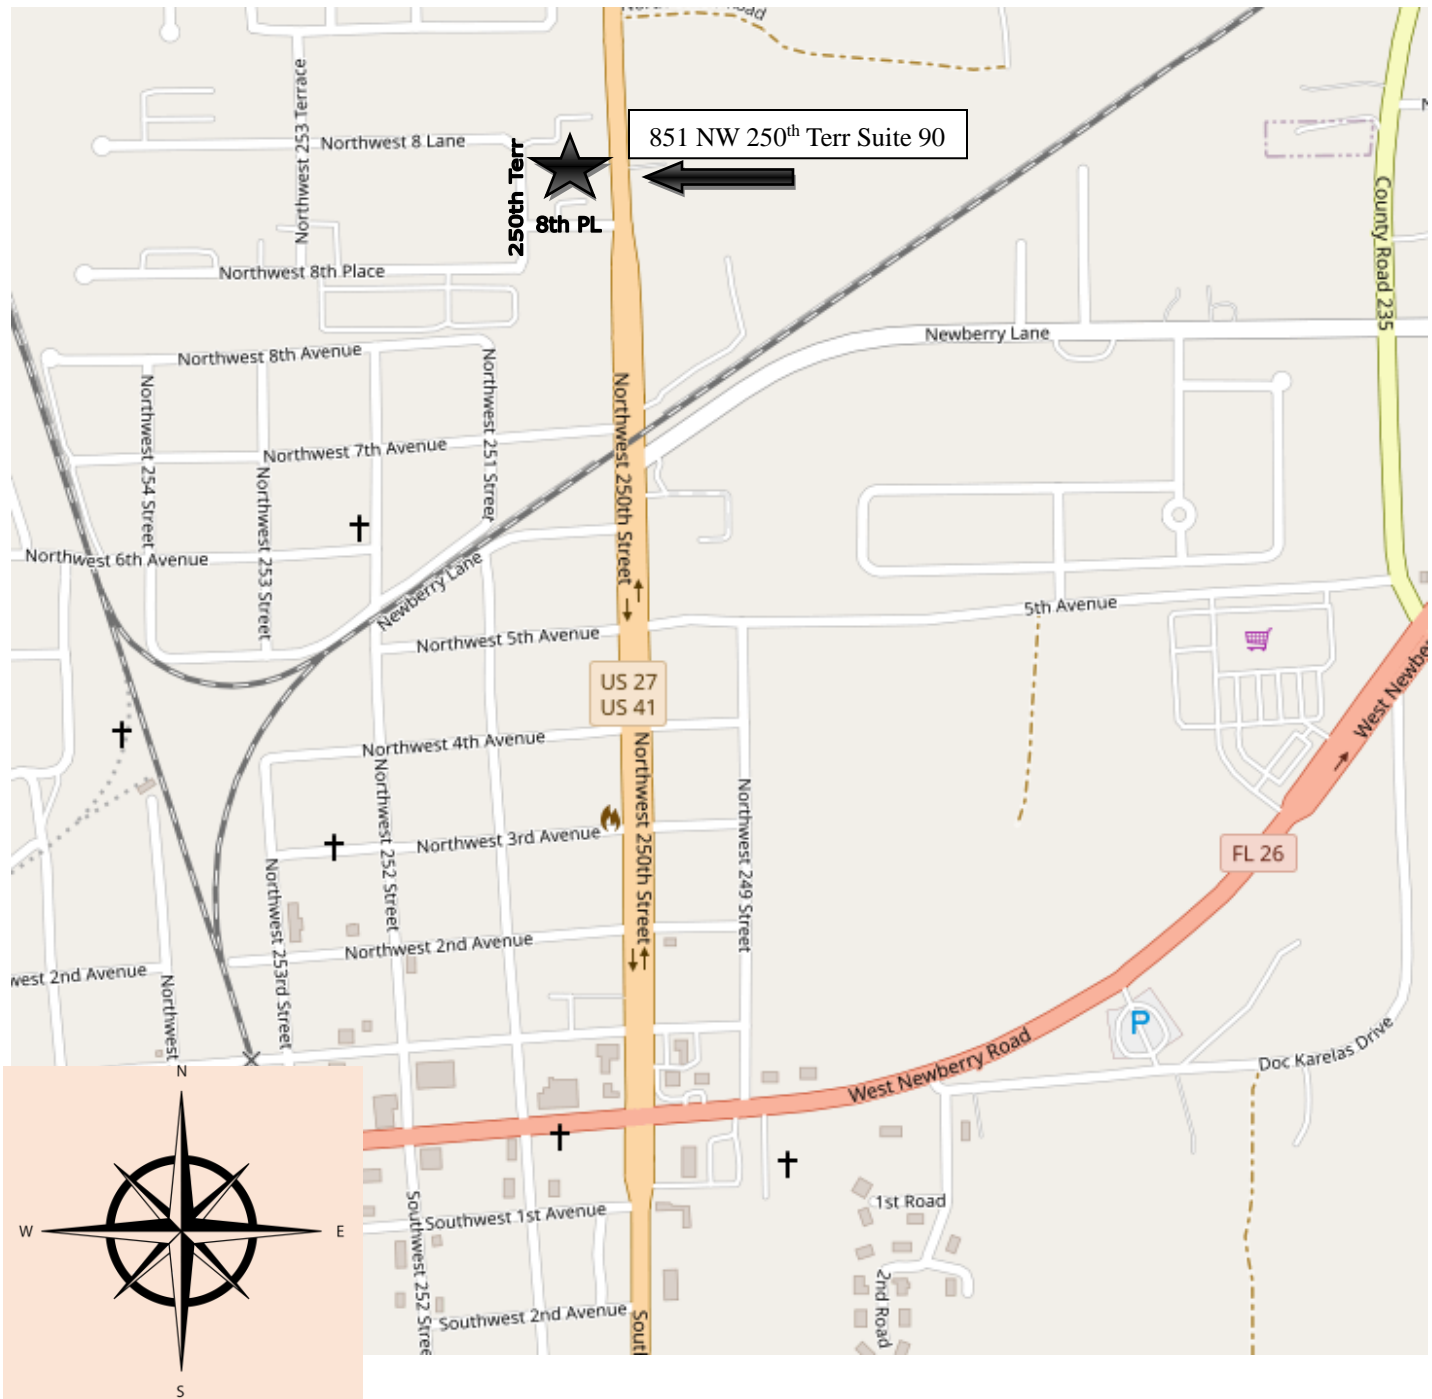 oad
Northwest 253 Terrace
Northwest 8 Lane
250th Terr
851 NW 250th Terr Suite 90
8th PL
Northwest 8th Place
County Road 235
Newberry Lane
Northwest 8th Avenue
Northwest 254 Street
Northwest 251 Street
Northwest 250th Street
Northwest 7th Avenue
Northwest 253 Street
Northwest 6th Avenue
Newberry Lane
Northwest 5th Avenue
5th Avenue
US 27
US 41
West Newbe
Northwest 4th Avenue
Northwest 252 Street
Northwest 250th Street
Northwest 249 Street
Northwest 3rd Avenue
FL 26
Northwest 253rd Street
Northwest 2nd Avenue
west 2nd Avenue
Northwest
P
West Newberry Road
Doc Karelas Drive
N
W
E
S
Southwest 252 Stree
Southwest 1st Avenue
1st Road
2nd Road
Southwest 2nd Avenue
South